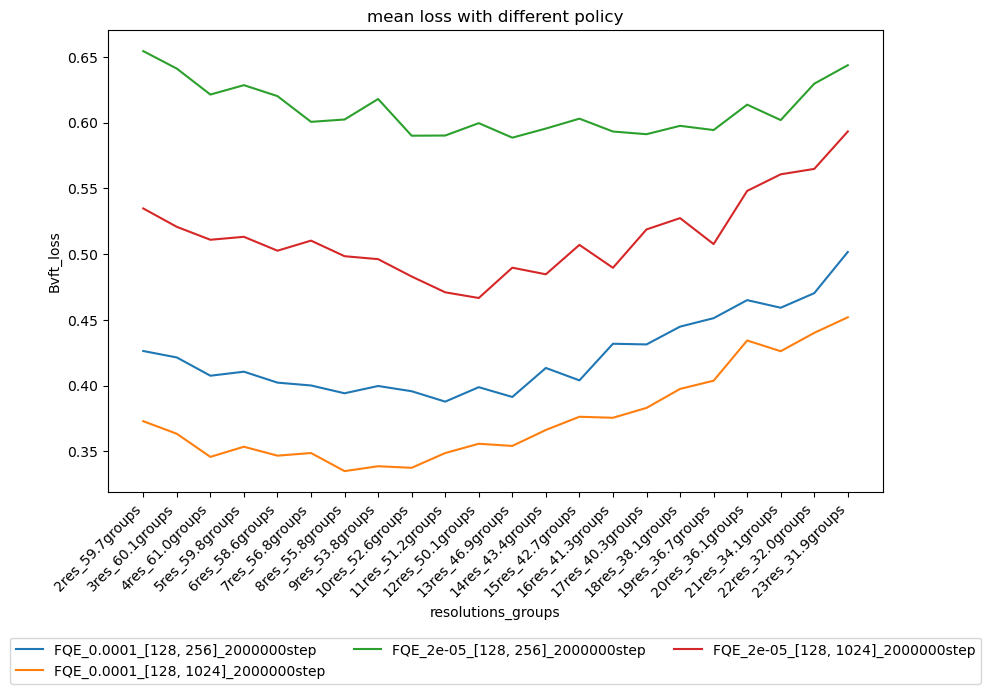 mean loss with different policy
0.65
0.60
0.55
0.50
0.45
0.40
0.35
Bvft_loss
2res_59.7groups
3res_60.1groups
4res_61.0groups
5res_59.8groups
6res_58.6groups
7res_56.8groups
8res_55.8groups
9res_53.8groups
10res_52.6groups
11res_51.2groups
12res_50.1groups
13res_46.9groups
14res_43.4groups
15res_42.7groups
16res_41.3groups
17res_40.3groups
18res_38.1groups
19res_36.7groups
20res_36.1groups
21res_34.1groups
22res_32.0groups
23res_31.9groups
resolutions_groups
FQE_0.0001_[128, 256]_2000000step
FQE_0.0001_[128, 1024]_2000000step
FQE_2e-05_[128, 256]_2000000step
FQE_2e-05_[128, 1024]_2000000step